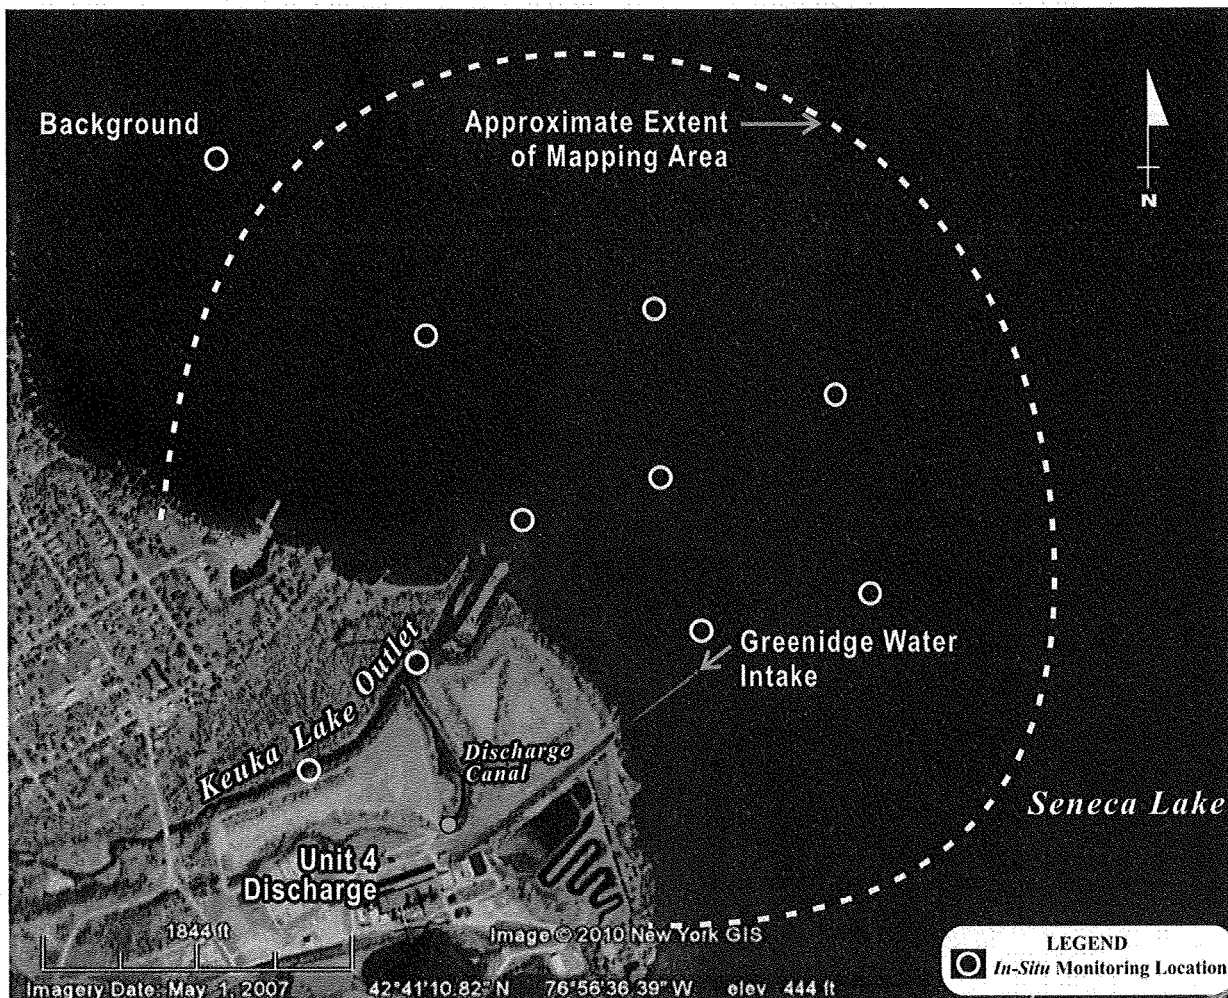 Background
Approximate Extent
of Mapping Area
N
Greenidge Water
Intake
Keuka Lake Outlet
Discharge
Canal
Seneca Lake
Unit 4
Discharge
1844 ft
Image © 2010 New York GIS
LEGEND
In-Situ Monitoring Location
Imagery Date: May 1, 2007 42°41'10.82" N 76°56'36.39" W elev 444 ft